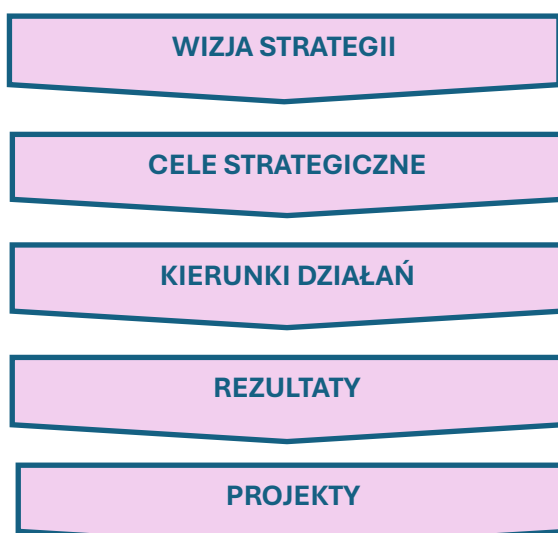 WIZJA STRATEGII
CELE STRATEGICZNE
KIERUNKI DZIAŁAŃ
REZULTATY
PROJEKTY